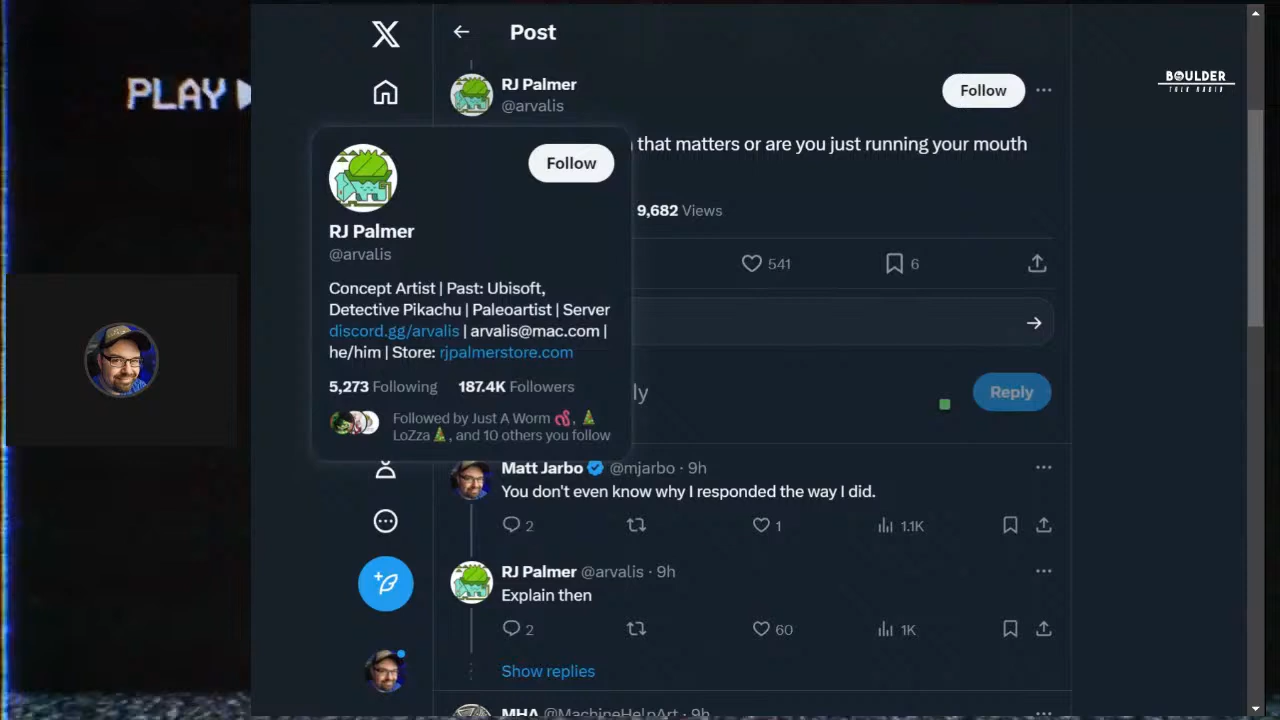 PLAY
Post
BOULDER
TALK RADIO
RJ Palmer
@arvalis
Follow
that matters or are you just running your mouth
9,682 Views
541
6
Follow
RJ Palmer
@arvalis
Concept Artist | Past: Ubisoft,
Detective Pikachu | Paleoartist | Server
discord.gg/arvalis | arvalis@mac.com |
he/him | Store: rjpalmerstore.com
5,273 Following 187.4K Followers
Followed by Just A Worm 🪱, 🎄
LoZza🎄, and 10 others you follow
Reply
Matt Jarbo @mjarbo · 9h
You don't even know why I responded the way I did.
2 1 1.1K
RJ Palmer @arvalis · 9h
Explain then
2 60 1K
Show replies
MHA @MachineHelpArt · 9h